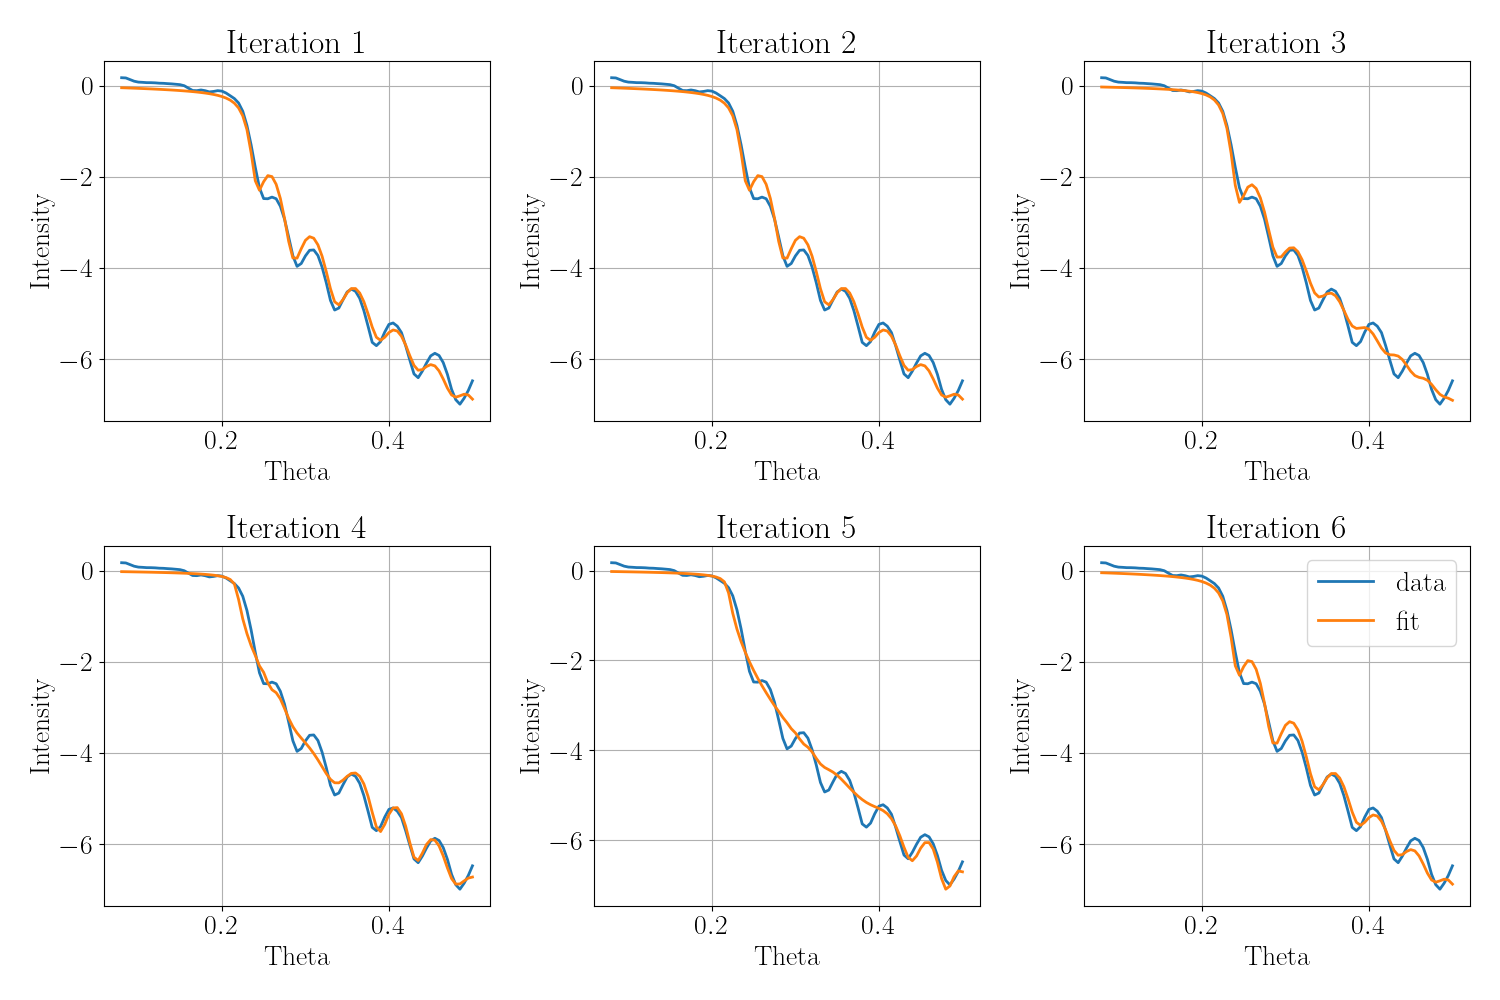 Iteration 1
Iteration 2
Iteration 3
0
−2
−4
−6
Intensity
0.2
0.4
Theta
0
−2
−4
−6
Intensity
0.2
0.4
Theta
0
−2
−4
−6
Intensity
0.2
0.4
Theta
Iteration 4
Iteration 5
Iteration 6
0
−2
−4
−6
Intensity
0.2
0.4
Theta
0
−2
−4
−6
Intensity
0.2
0.4
Theta
0
−2
−4
−6
Intensity
data
fit
0.2
0.4
Theta